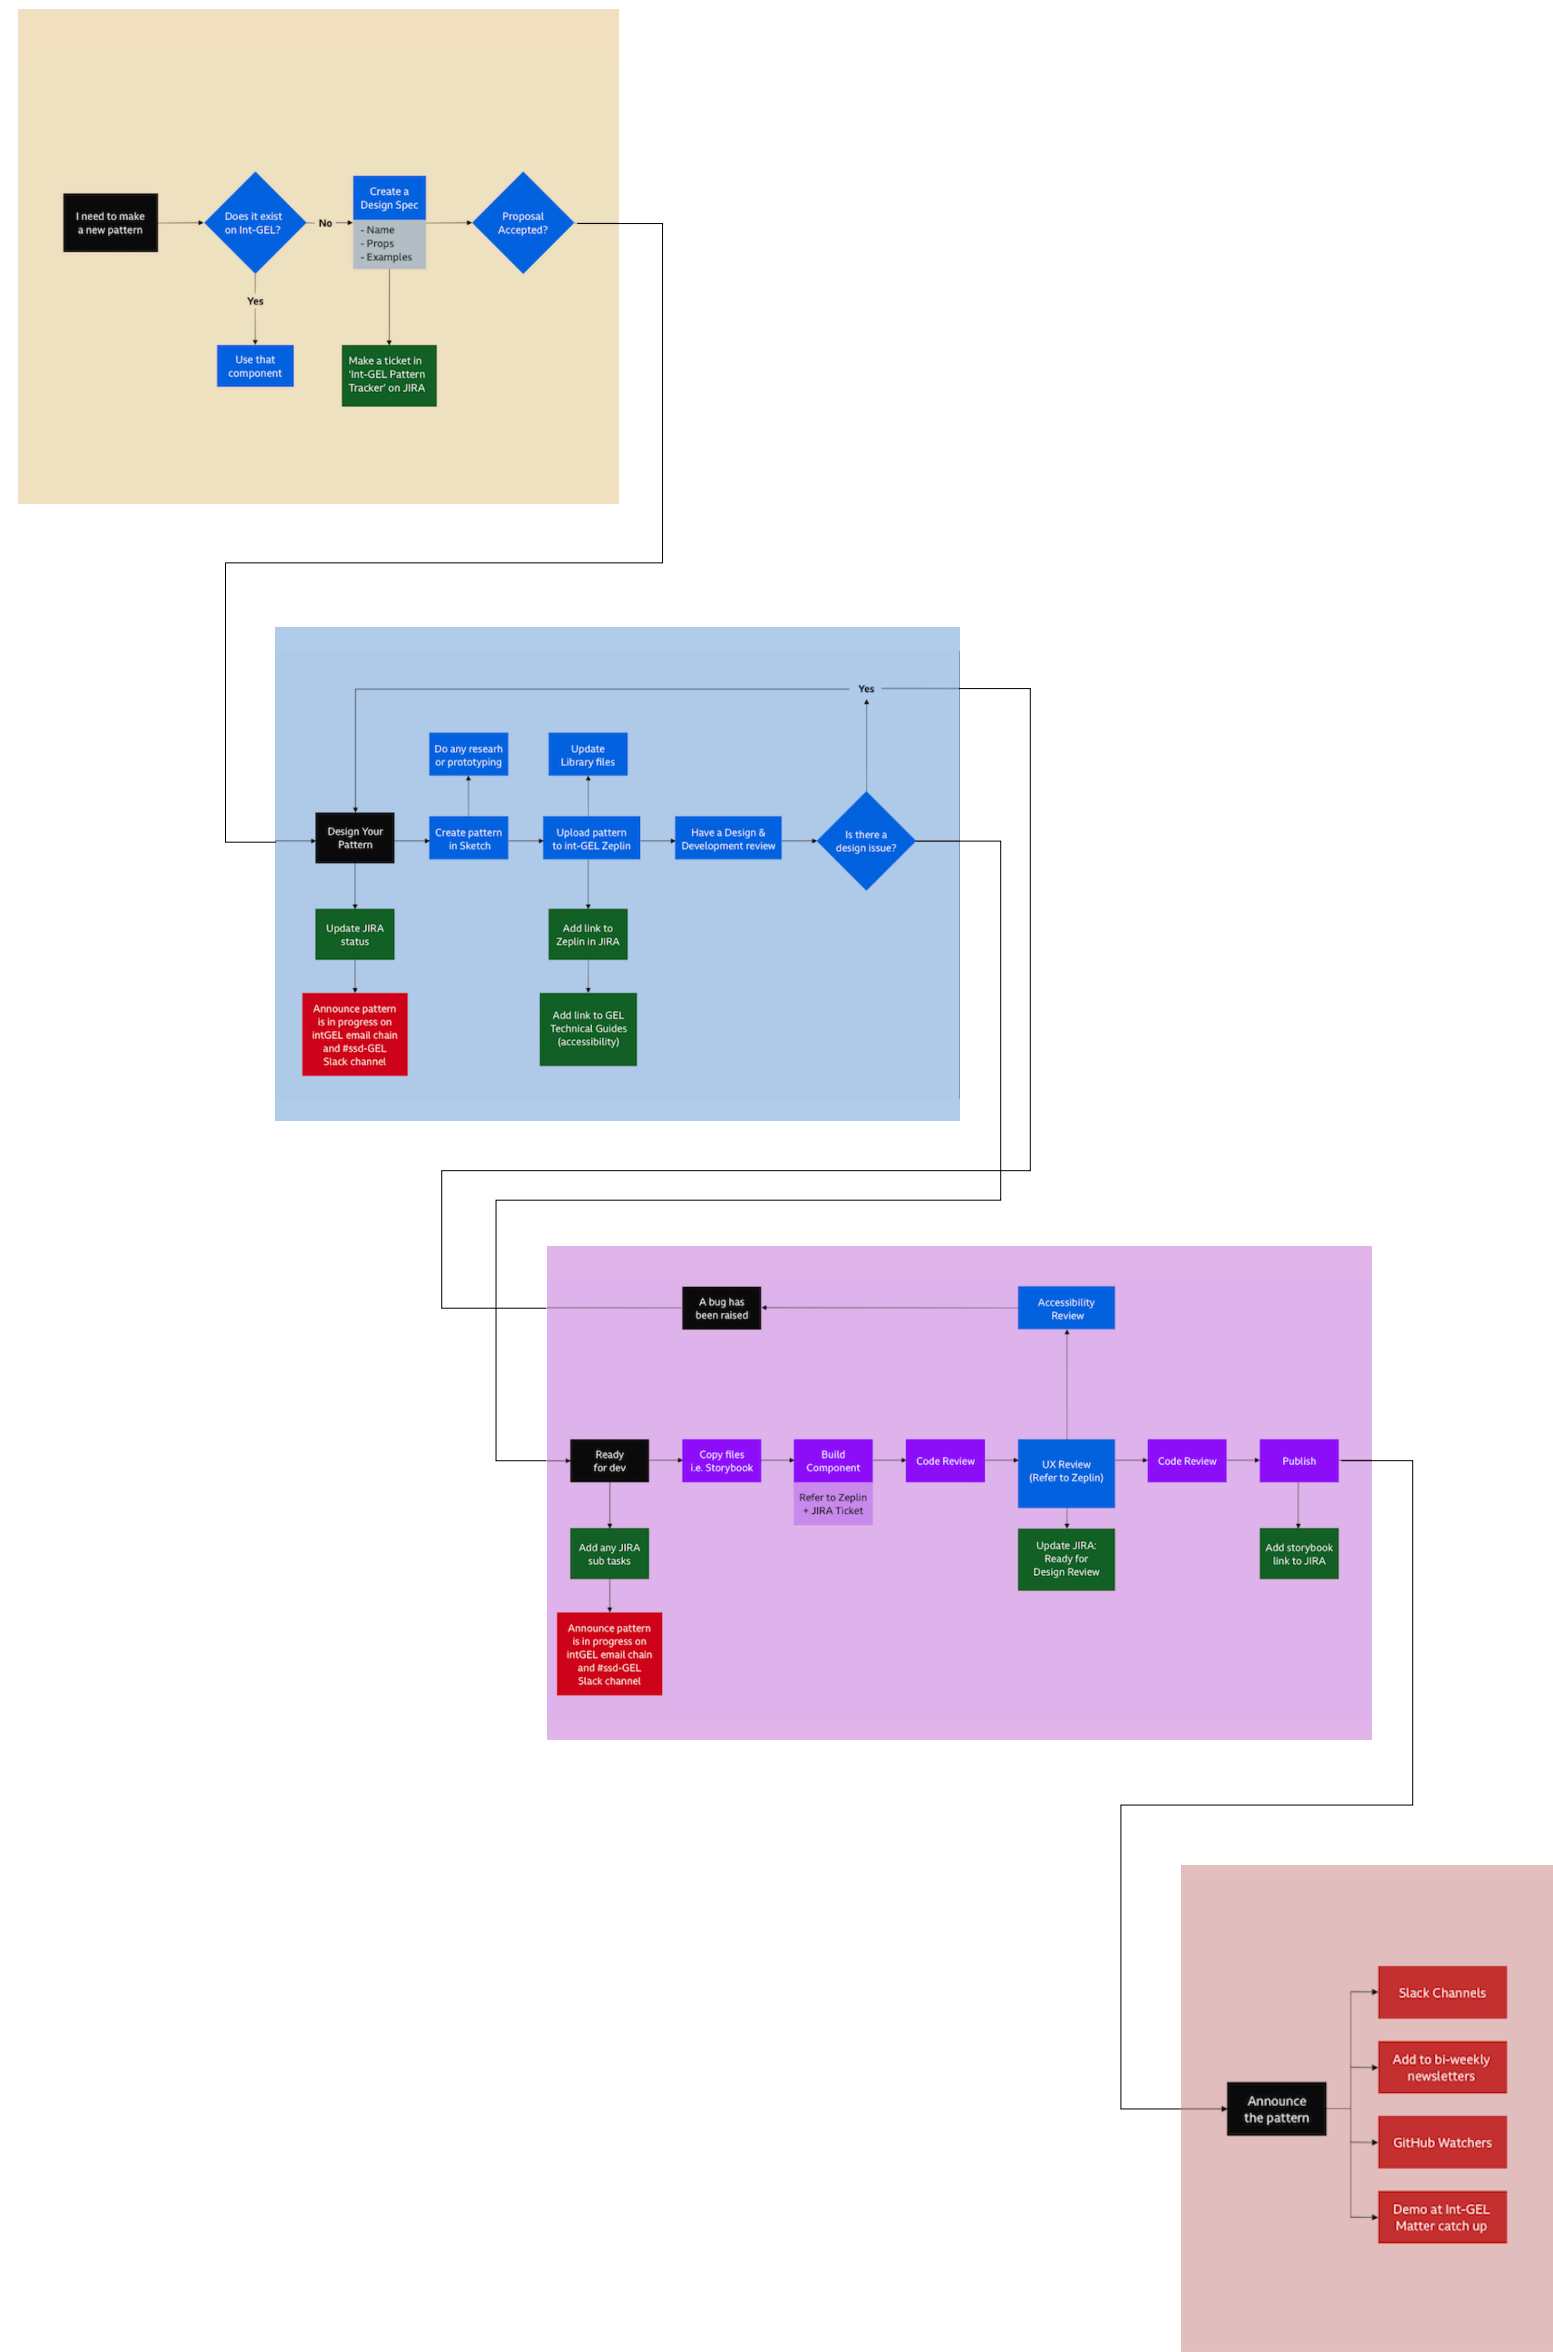 I need to make
a new pattern
Does it exist
on Int-GEL?
No
Create a
Design Spec
- Name
- Props
- Examples
Proposal
Accepted?
Yes
Use that
component
Make a ticket in
'Int-GEL Pattern
Tracker' on JIRA
Yes
Do any researh
or prototyping
Update
Library files
Design Your
Pattern
Create pattern
in Sketch
Upload pattern
to int-GEL Zeplin
Have a Design &
Development review
Is there a
design issue?
Update JIRA
status
Add link to
Zeplin in JIRA
Announce pattern
is in progress on
intGEL email chain
and #ssd-GEL
Slack channel
Add link to GEL
Technical Guides
(accessibility)
A bug has
been raised
Accessibility
Review
Ready
for dev
Copy files
i.e. Storybook
Build
Component
Refer to Zeplin
+ JIRA Ticket
Code Review
UX Review
(Refer to Zeplin)
Code Review
Publish
Add any JIRA
sub tasks
Update JIRA:
Ready for
Design Review
Add storybook
link to JIRA
Announce pattern
is in progress on
intGEL email chain
and #ssd-GEL
Slack channel
Announce
the pattern
Slack Channels
Add to bi-weekly
newsletters
GitHub Watchers
Demo at Int-GEL
Matter catch up